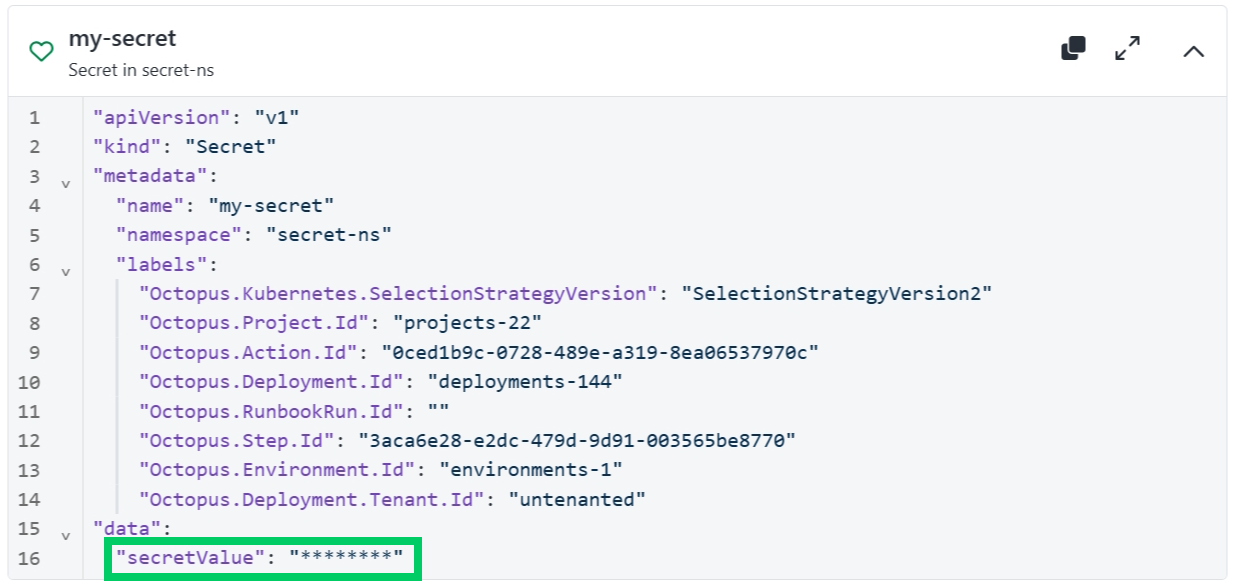 my-secret
Secret in secret-ns
1 "apiVersion": "v1"
2 "kind": "Secret"
3 "metadata":
4 "name": "my-secret"
5 "namespace": "secret-ns"
6 "labels":
7 "Octopus.Kubernetes.SelectionStrategyVersion": "SelectionStrategyVersion2"
8 "Octopus.Project.Id": "projects-22"
9 "Octopus.Action.Id": "0ced1b9c-0728-489e-a319-8ea06537970c"
10 "Octopus.Deployment.Id": "deployments-144"
11 "Octopus.RunbookRun.Id": ""
12 "Octopus.Step.Id": "3aca6e28-e2dc-479d-9d91-003565be8770"
13 "Octopus.Environment.Id": "environments-1"
14 "Octopus.Deployment.Tenant.Id": "untenanted"
15 "data":
16 "secretValue": "********"